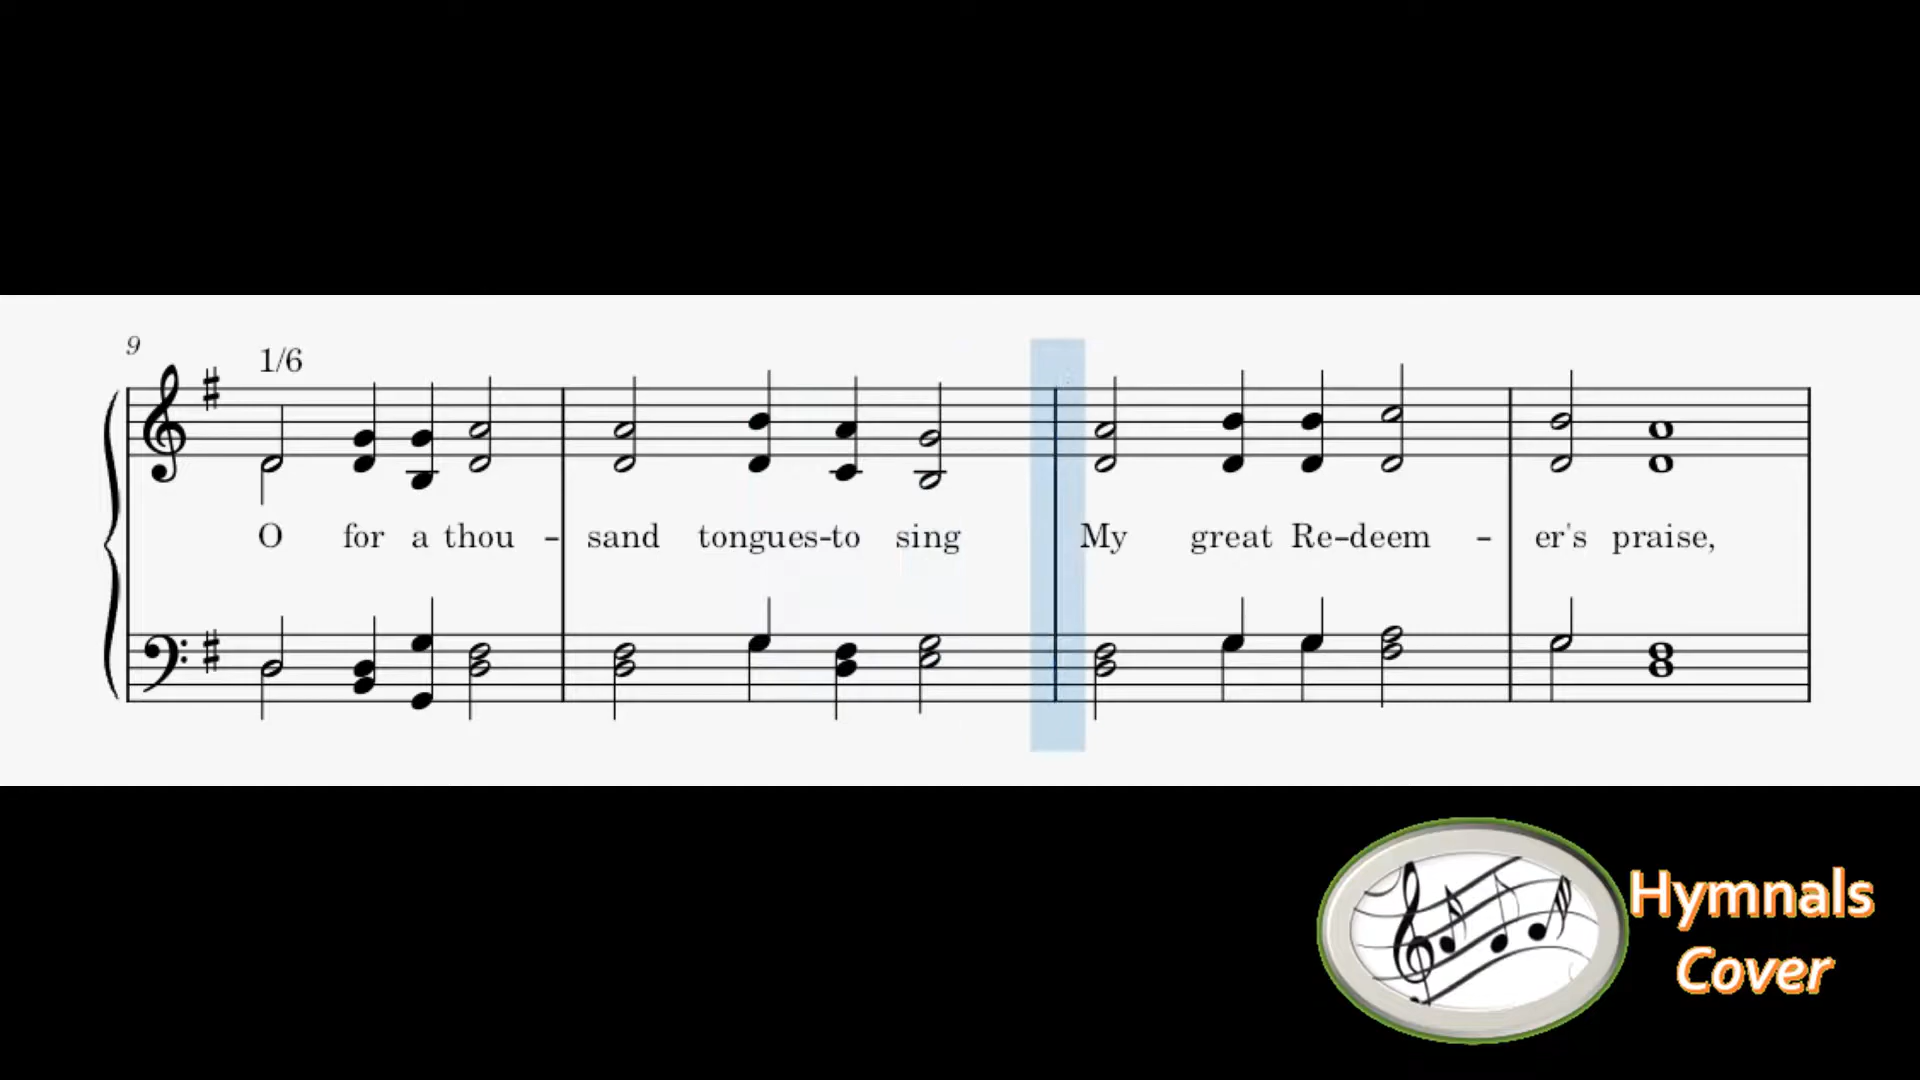 9
1/6
O for a thou - sand tongues-to sing My great Re-deem - er's praise,
Hymnals
Cover